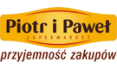 Piotr i Paweł
SUPERMARKET
przyjemność zakupów